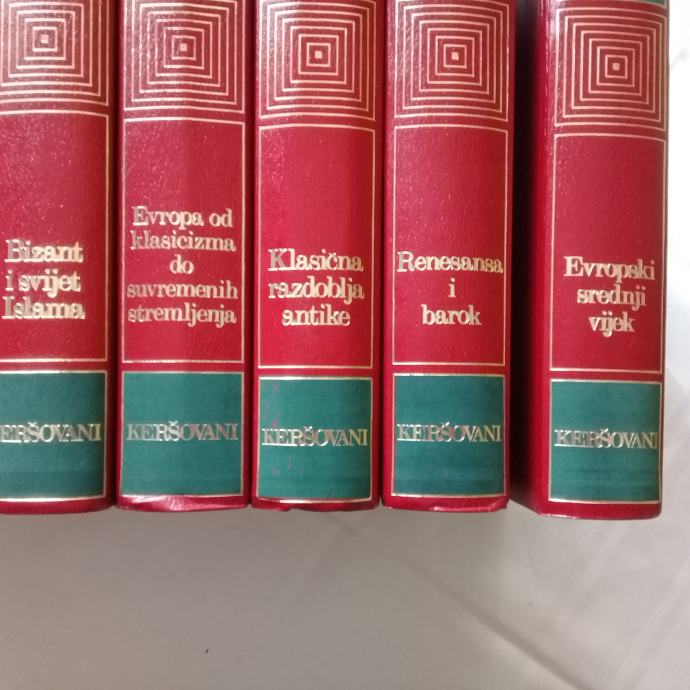 Bizant
i svijet
Islama
KERŠOVANI
Evropa od
klasicizma
do
suvremenih
stremljenja
KERŠOVANI
Klasična
razdoblja
antike
KERŠOVANI
Renesansa
i
barok
KERŠOVANI
Evropski
srednji
vijek
KERŠOVANI